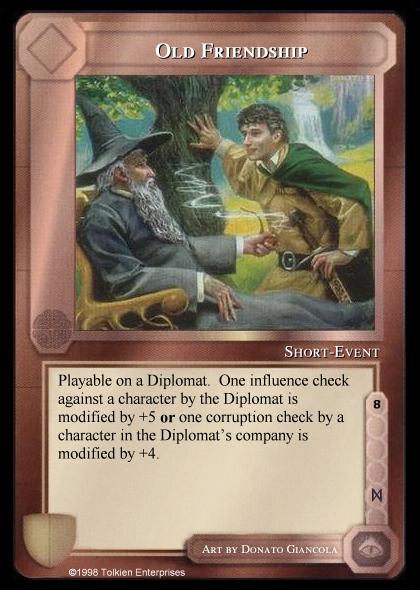 Old Friendship
Short-Event
Playable on a Diplomat. One influence check
against a character by the Diplomat is
modified by +5 or one corruption check by a
character in the Diplomat's company is
modified by +4.
8
Art by Donato Giancola
©1998 Tolkien Enterprises